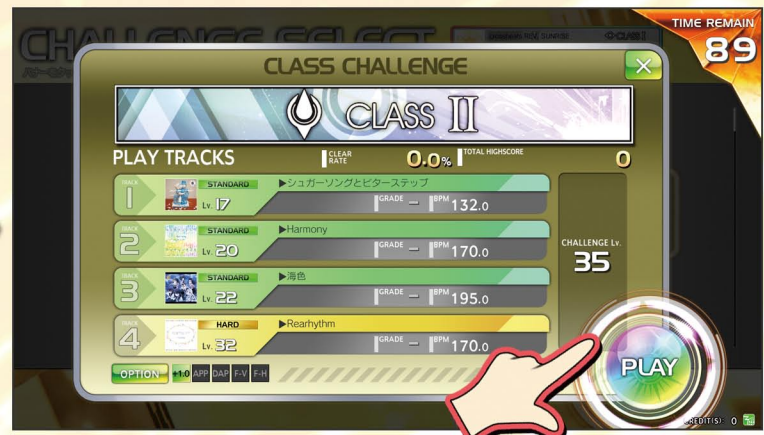 CHALLENGE SELECT
TIME REMAIN
89
CLASS CHALLENGE
CLASS II
PLAY TRACKS
CLEAR RATE 0.0% TOTAL HIGHSCORE 0
TRACK 1 STANDARD ▶シュガーソングとビターステップ
Lv. 17 GRADE - BPM 132.0
TRACK 2 STANDARD ▶Harmony
Lv. 20 GRADE - BPM 170.0
TRACK 3 STANDARD ▶海色
Lv. 22 GRADE - BPM 195.0
TRACK 4 HARD ▶Rearhythm
Lv. 32 GRADE - BPM 170.0
CHALLENGE Lv.
35
OPTION +1.0 APP DAP F-V F-H
PLAY
CREDIT(S): 0